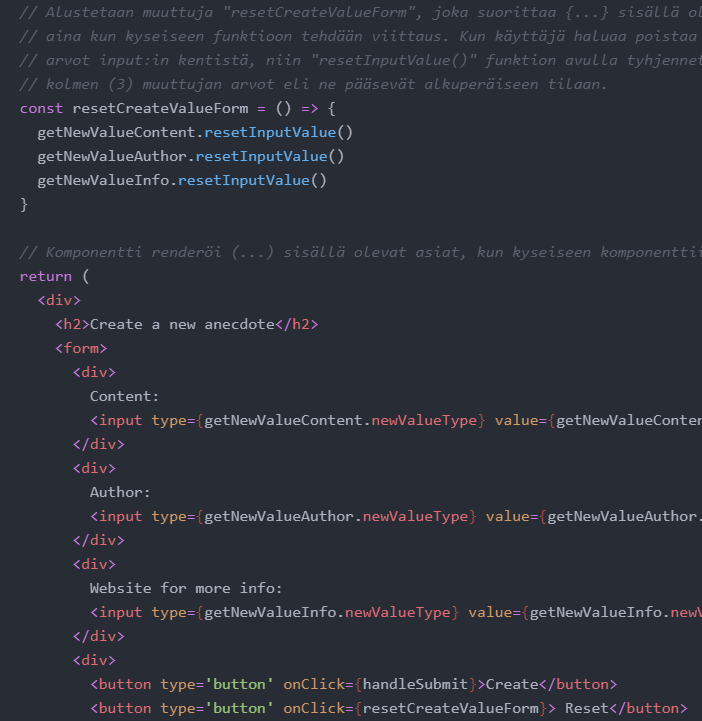 // Alustetaan muuttuja "resetCreateValueForm", joka suorittaa {...} sisällä
// aina kun kyseiseen funktioon tehdään viittaus. Kun käyttäjä haluaa poistaa
// arvot input:in kentistä, niin "resetInputValue()" funktion avulla tyhjennet
// kolmen (3) muuttujan arvot eli ne pääsevät alkuperäiseen tilaan.
const resetCreateValueForm = () => {
getNewValueContent.resetInputValue()
getNewValueAuthor.resetInputValue()
getNewValueInfo.resetInputValue()
}
// Komponentti renderöi (...) sisällä olevat asiat, kun kyseiseen komponenttii
return (
<div>
<h2>Create a new anecdote</h2>
<form>
<div>
Content:
<input type={getNewValueContent.newValueType} value={getNewValueConten
</div>
<div>
Author:
<input type={getNewValueAuthor.newValueType} value={getNewValueAuthor.
</div>
<div>
Website for more info:
<input type={getNewValueInfo.newValueType} value={getNewValueInfo.new
</div>
<div>
<button type='button' onClick={handleSubmit}>Create</button>
<button type='button' onClick={resetCreateValueForm}> Reset</button>